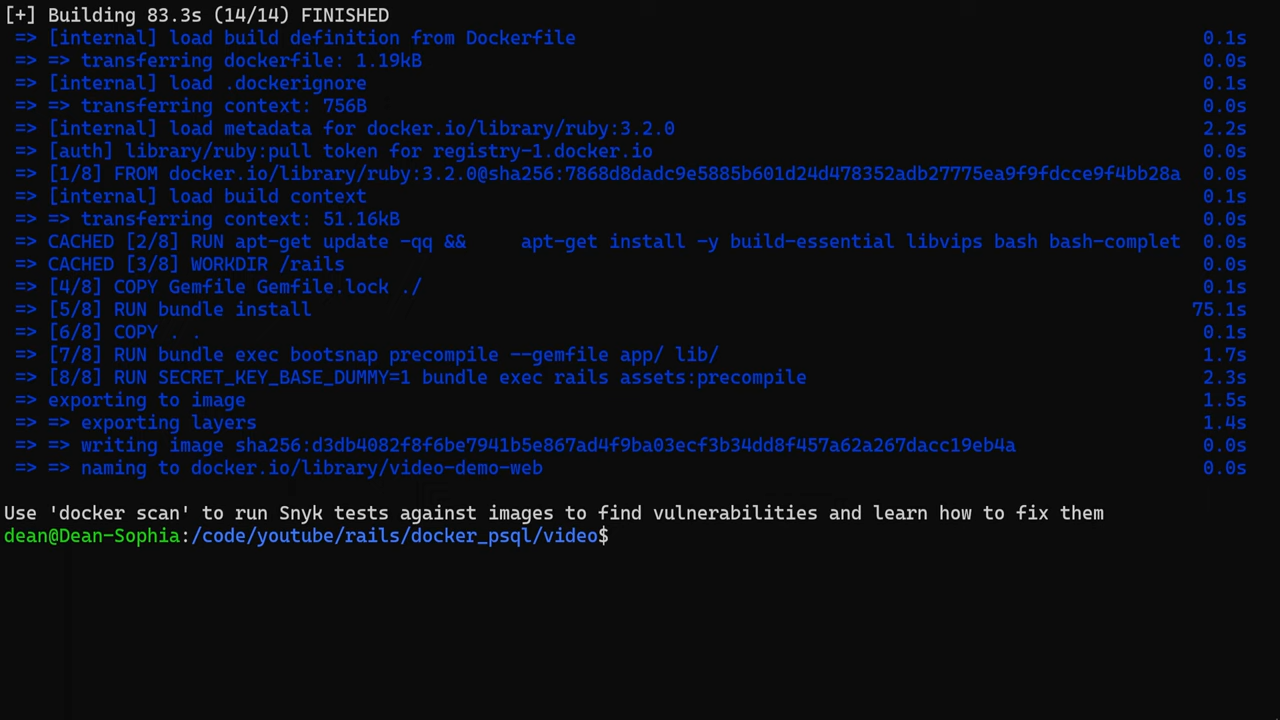 [+] Building 83.3s (14/14) FINISHED
=> [internal] load build definition from Dockerfile 0.1s
=> => transferring dockerfile: 1.19kB 0.0s
=> [internal] load .dockerignore 0.1s
=> => transferring context: 756B 0.0s
=> [internal] load metadata for docker.io/library/ruby:3.2.0 2.2s
=> [auth] library/ruby:pull token for registry-1.docker.io 0.0s
=> [1/8] FROM docker.io/library/ruby:3.2.0@sha256:7868d8dadc9e5885b601d24d478352adb27775ea9f9fdcce9f4bb28a 0.0s
=> [internal] load build context 0.1s
=> => transferring context: 51.16kB 0.0s
=> CACHED [2/8] RUN apt-get update -qq &&     apt-get install -y build-essential libvips bash bash-complet 0.0s
=> CACHED [3/8] WORKDIR /rails 0.0s
=> [4/8] COPY Gemfile Gemfile.lock ./ 0.1s
=> [5/8] RUN bundle install 75.1s
=> [6/8] COPY . . 0.1s
=> [7/8] RUN bundle exec bootsnap precompile --gemfile app/ lib/ 1.7s
=> [8/8] RUN SECRET_KEY_BASE_DUMMY=1 bundle exec rails assets:precompile 2.3s
=> exporting to image 1.5s
=> => exporting layers 1.4s
=> => writing image sha256:d3db4082f8f6be7941b5e867ad4f9ba03ecf3b34dd8f457a62a267dacc19eb4a 0.0s
=> => naming to docker.io/library/video-demo-web 0.0s
Use 'docker scan' to run Snyk tests against images to find vulnerabilities and learn how to fix them
dean@Dean-Sophia:/code/youtube/rails/docker_psql/video$